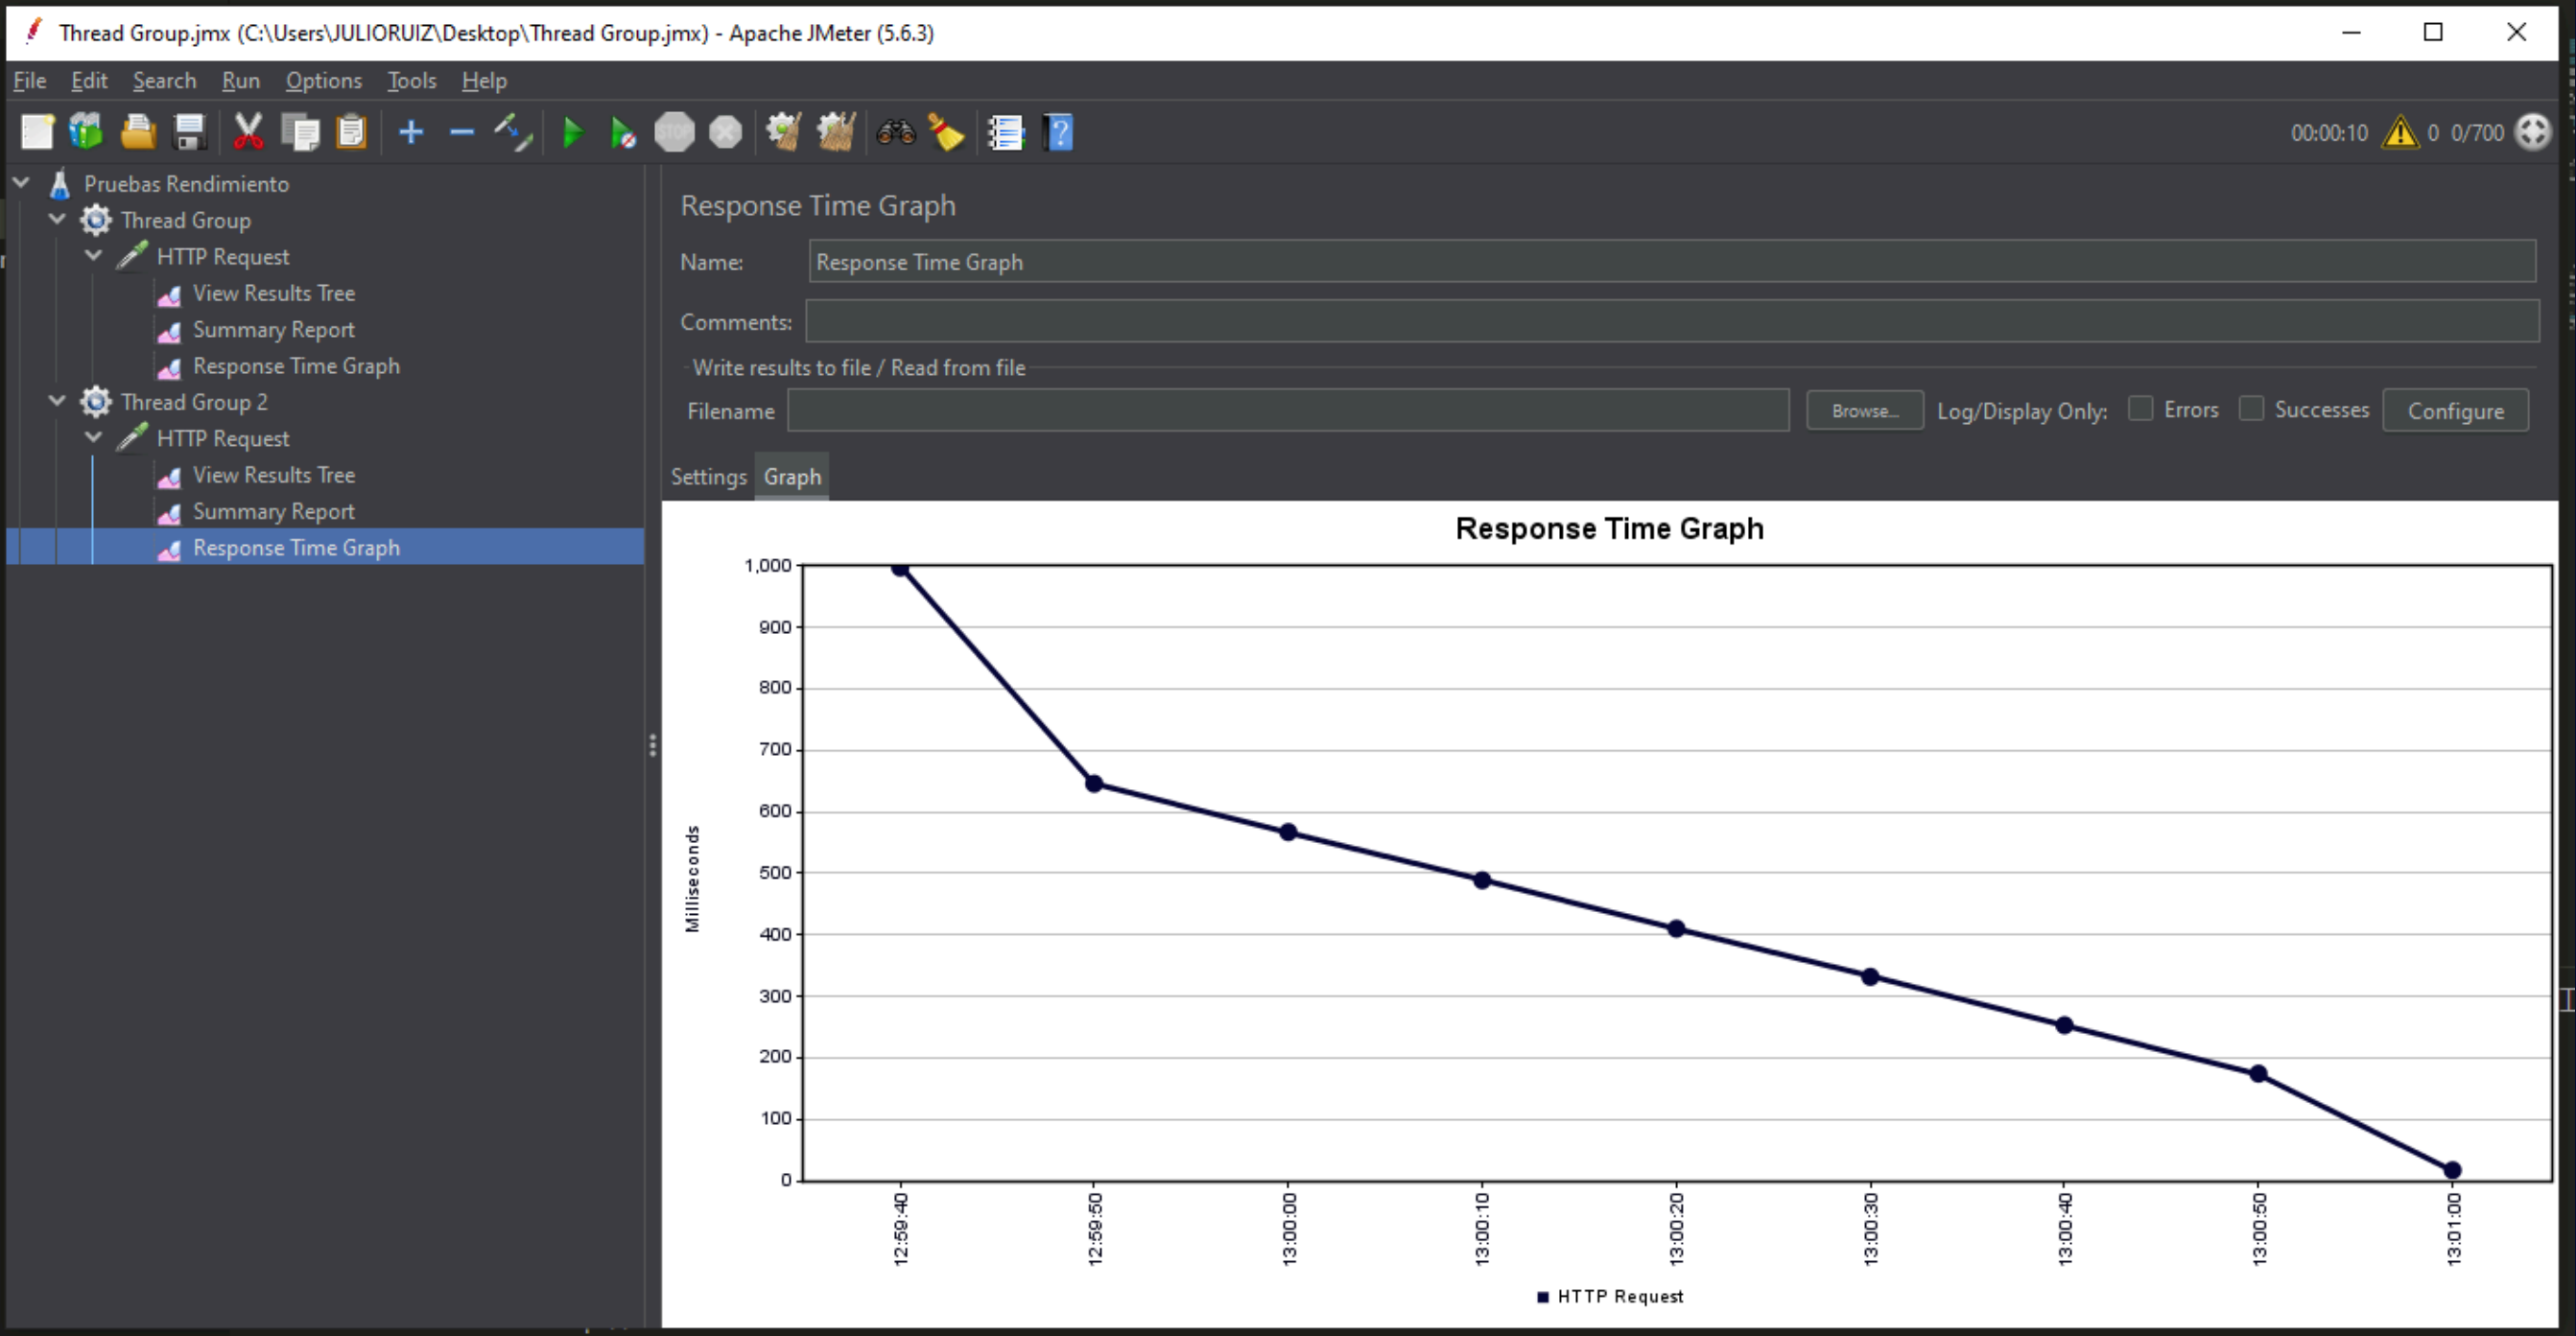 Thread Group.jmx (C:\Users\JULIORUIZ\Desktop\Thread Group.jmx) - Apache JMeter (5.6.3)
File Edit Search Run Options Tools Help
STOP
00:00:10 0 0/700
Pruebas Rendimiento
Thread Group
HTTP Request
View Results Tree
Summary Report
Response Time Graph
Thread Group 2
HTTP Request
View Results Tree
Summary Report
Response Time Graph
Response Time Graph
Name: Response Time Graph
Comments:
Write results to file / Read from file
Filename Browse... Log/Display Only: Errors Successes Configure
Settings Graph
Response Time Graph
1,000
900
800
700
600
500
400
300
200
100
0
Milliseconds
12:59:40 12:59:50 13:00:00 13:00:10 13:00:20 13:00:30 13:00:40 13:00:50 13:01:00
HTTP Request